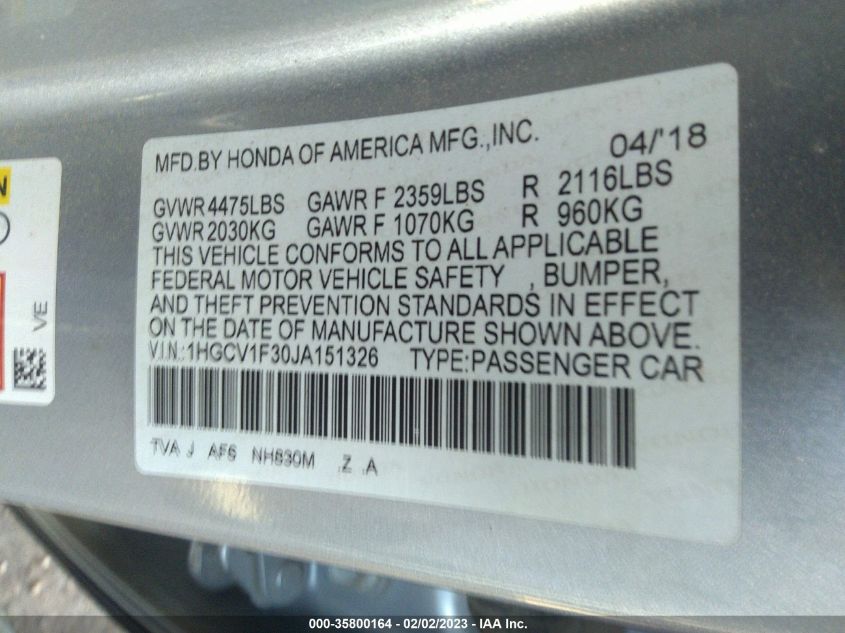 MFD.BY HONDA OF AMERICA MFG.,INC. 04/'18
GVWR 4475LBS GAWR F 2359LBS R 2116LBS
GVWR 2030KG GAWR F 1070KG R 960KG
THIS VEHICLE CONFORMS TO ALL APPLICABLE
FEDERAL MOTOR VEHICLE SAFETY , BUMPER,
AND THEFT PREVENTION STANDARDS IN EFFECT
ON THE DATE OF MANUFACTURE SHOWN ABOVE.
V.I.N.:1HGCV1F30JA151326 TYPE:PASSENGER CAR
TVA J AFS NH830M Z A
N
VE
000-35800164 - 02/02/2023 - IAA Inc.